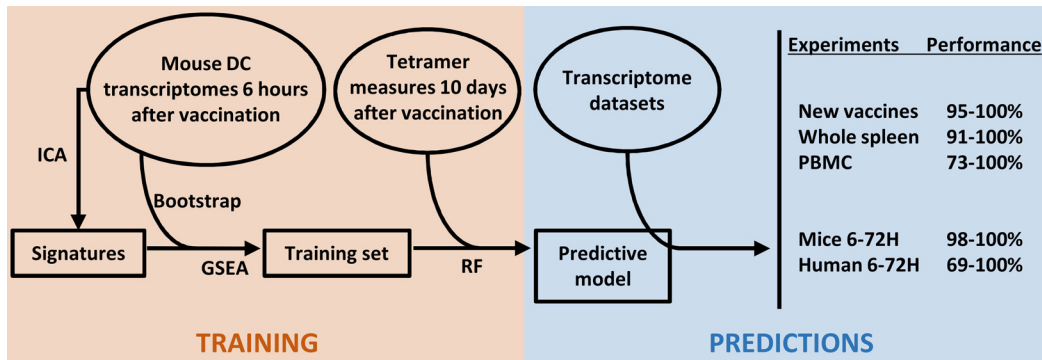 Mouse DC
transcriptomes 6 hours
after vaccination
Tetramer
measures 10 days
after vaccination
Transcriptome
datasets
Experiments Performance
New vaccines 95-100%
Whole spleen 91-100%
PBMC 73-100%
Mice 6-72H 98-100%
Human 6-72H 69-100%
ICA
Bootstrap
Signatures
GSEA
Training set
RF
Predictive
model
TRAINING
PREDICTIONS